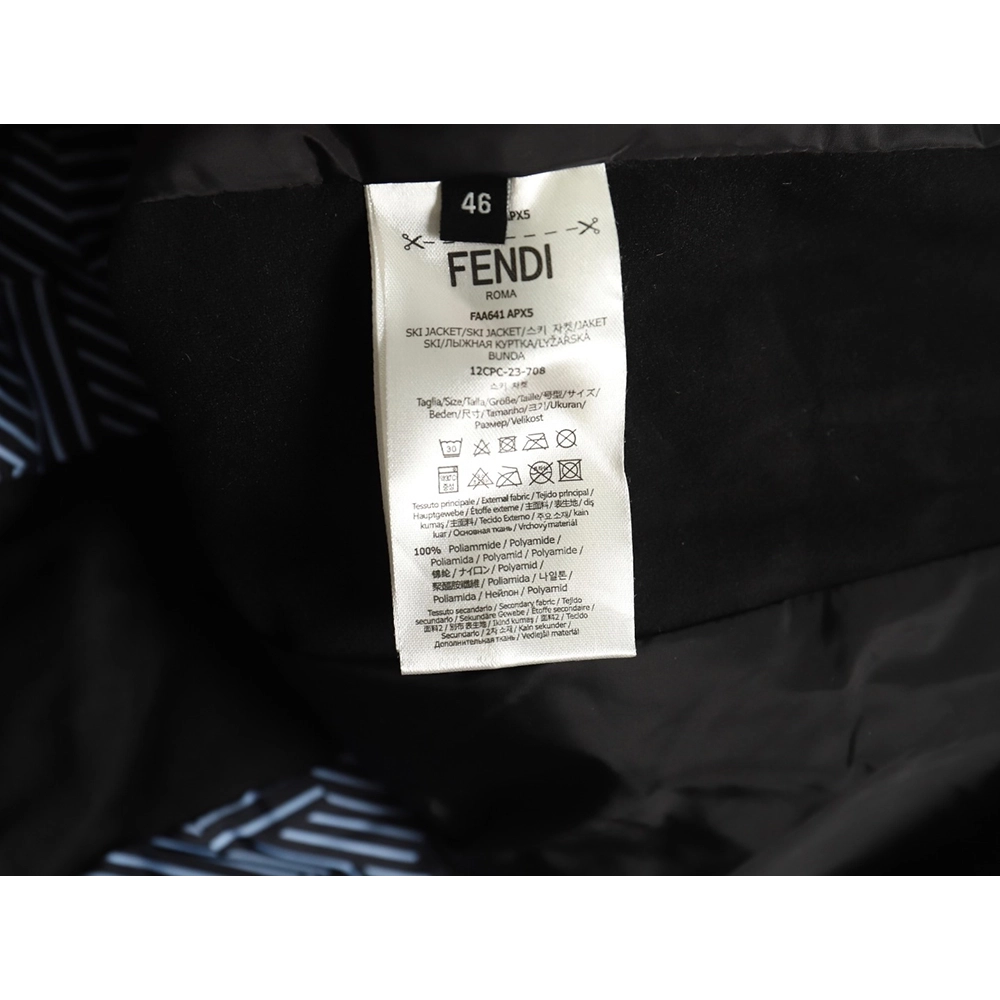 46
APX5
FENDI
ROMA
FAA641 APX5
SKI JACKET/SKI JACKET/스키 자켓/JAKET
SKI/ЛЫЖНАЯ КУРТКА/LYŽARSKÁ
BUNDA
12CPC-23-708
스키 자켓
Taglia/Size/Talla/Größe/Taille/号型/サイズ/
Beden/尺寸/Tamanho/크기/Ukuran/
Размер/Velikost
30
중성
Tessuto principale / External fabric / Tejido principal /
Hauptgewebe / Étoffe externe / 主面料 / 表生地 / dış
kumaş / 主面料 / Tecido Externo / 주요 소재 / kain
luar / Основная ткань / Vrchový materiál
100% Poliammide / Polyamide /
Poliamida / Polyamid / Polyamide /
锦纶 / ナイロン / Polyamid /
聚醯胺纖維 / Poliamida / 나일론 /
Poliamida / Нейлон / Polyamid
Tessuto secondario / Secondary fabric / Tejido
secundario / Sekundäre Gewebe / Étoffe secondaire /
面料2 / 別布 表生地 / Ikind kumaş / 面料2 / Tecido
Secundário / 2차 소재 / Kain sekunder /
Дополнительная ткань / Vedlejší materiál